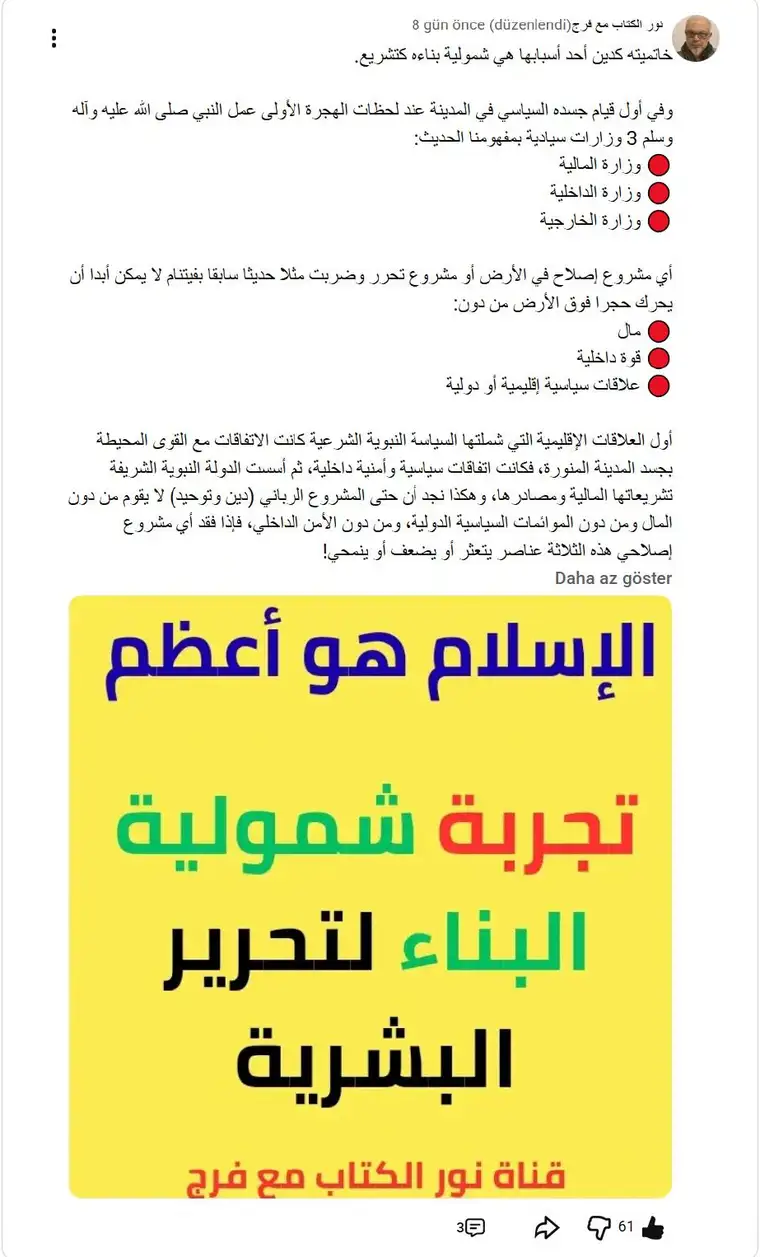 نور الكتاب مع فرج(düzenlendi) 8 gün önce
خاتميته كدين أحد أسبابها هي شمولية بناءه كتشريع.
وفي أول قيام جسده السياسي في المدينة عند لحظات الهجرة الأولى عمل النبي صلى الله عليه وآله
وسلم 3 وزارات سيادية بمفهومنا الحديث:
🔴 وزارة المالية
🔴 وزارة الداخلية
🔴 وزارة الخارجية
أي مشروع إصلاح في الأرض أو مشروع تحرر وضربت مثلا حديثا سابقا بفيتنام لا يمكن أبدا أن
يحرك حجرا فوق الأرض من دون:
🔴 مال
🔴 قوة داخلية
🔴 علاقات سياسية إقليمية أو دولية
أول العلاقات الإقليمية التي شملتها السياسة النبوية الشرعية كانت الاتفاقات مع القوى المحيطة
بجسد المدينة المنورة، فكانت اتفاقات سياسية وأمنية داخلية، ثم أسست الدولة النبوية الشريفة
تشريعاتها المالية ومصادرها، وهكذا نجد أن حتى المشروع الرباني (دين وتوحيد) لا يقوم من دون
المال ومن دون الموائمات السياسية الدولية، ومن دون الأمن الداخلي، فإذا فقد أي مشروع
إصلاحي هذه الثلاثة عناصر يتعثر أو يضعف أو ينمحي!
Daha az göster
الإسلام هو أعظم
تجربة شمولية
البناء لتحرير
البشرية
قناة نور الكتاب مع فرج
61
3